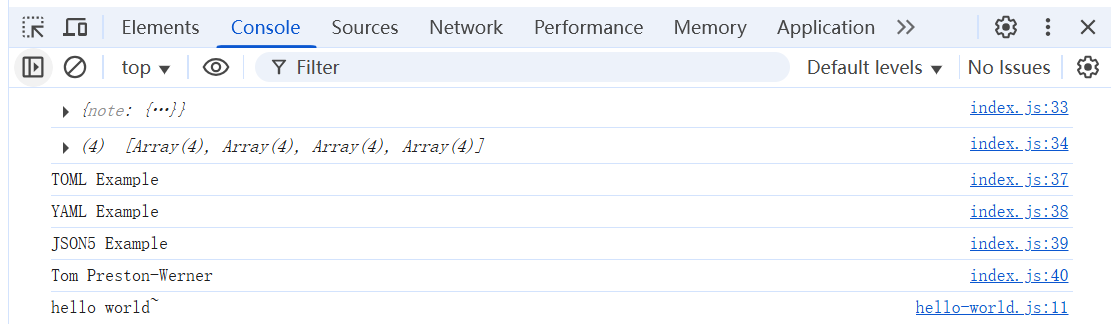 Elements Console Sources Network Performance Memory Application
top Filter Default levels No Issues
{note: {…}} index.js:33
(4) [Array(4), Array(4), Array(4), Array(4)] index.js:34
TOML Example index.js:37
YAML Example index.js:38
JSON5 Example index.js:39
Tom Preston-Werner index.js:40
hello world~ hello-world.js:11